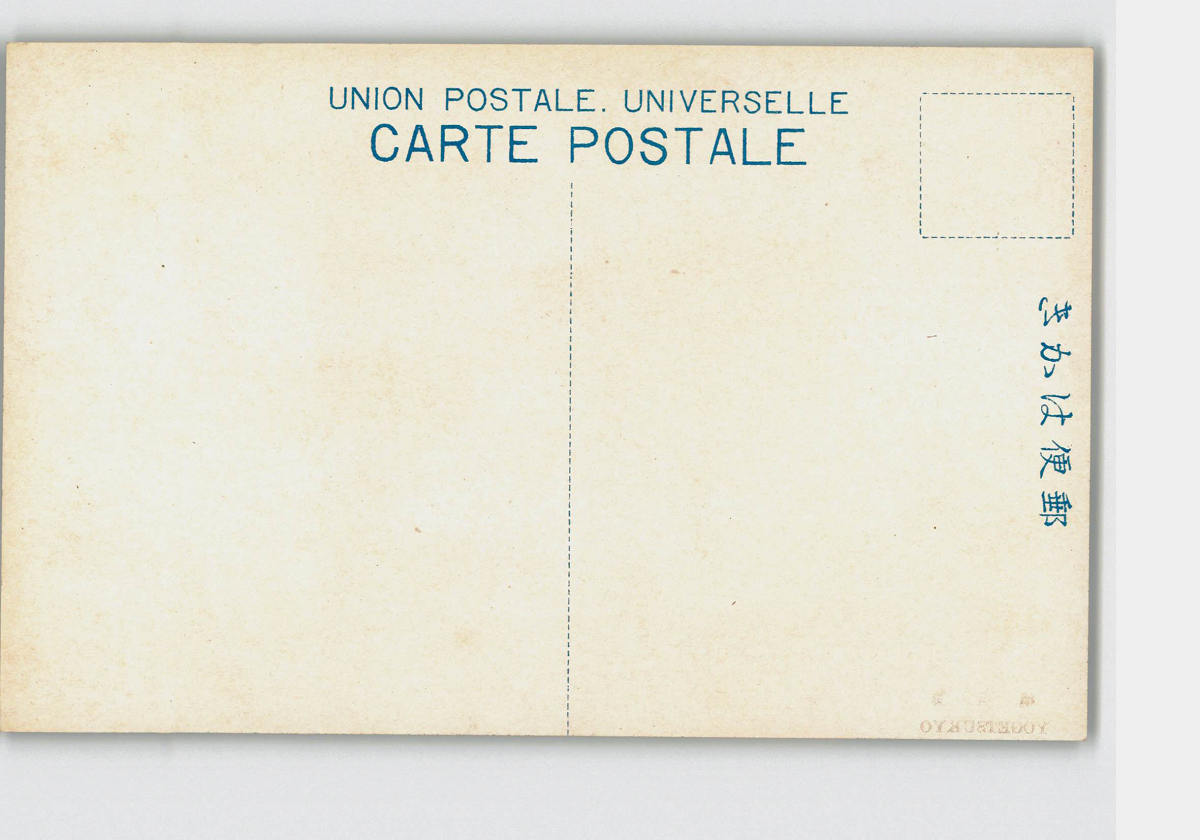 UNION POSTALE. UNIVERSELLE
CARTE POSTALE
郵便はかき